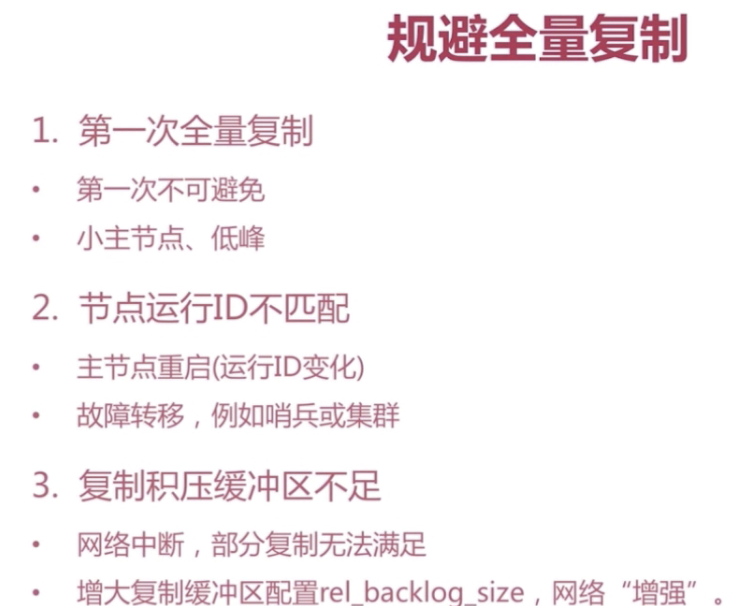 规避全量复制
1. 第一次全量复制
• 第一次不可避免
• 小主节点、低峰
2. 节点运行ID不匹配
• 主节点重启(运行ID变化)
• 故障转移，例如哨兵或集群
3. 复制积压缓冲区不足
• 网络中断，部分复制无法满足
• 增大复制缓冲区配置rel_backlog_size，网络“增强”。